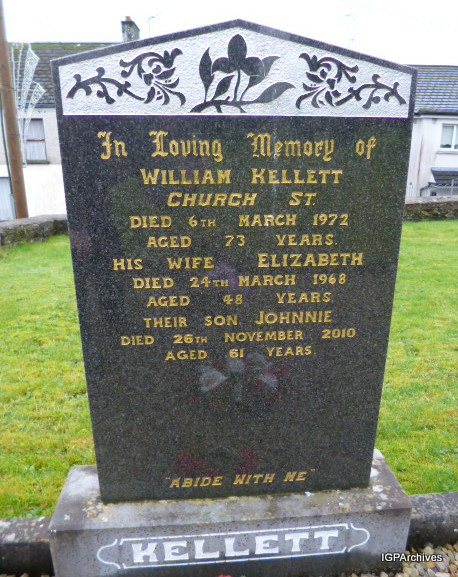 In Loving Memory of
WILLIAM KELLETT
CHURCH ST.
DIED 6TH MARCH 1972
AGED 73 YEARS.
HIS WIFE ELIZABETH
DIED 24TH MARCH 1968
AGED 48 YEARS.
THEIR SON JOHNNIE
DIED 26TH NOVEMBER 2010
AGED 61 YEARS
"ABIDE WITH ME"
KELLETT
IGPArchives